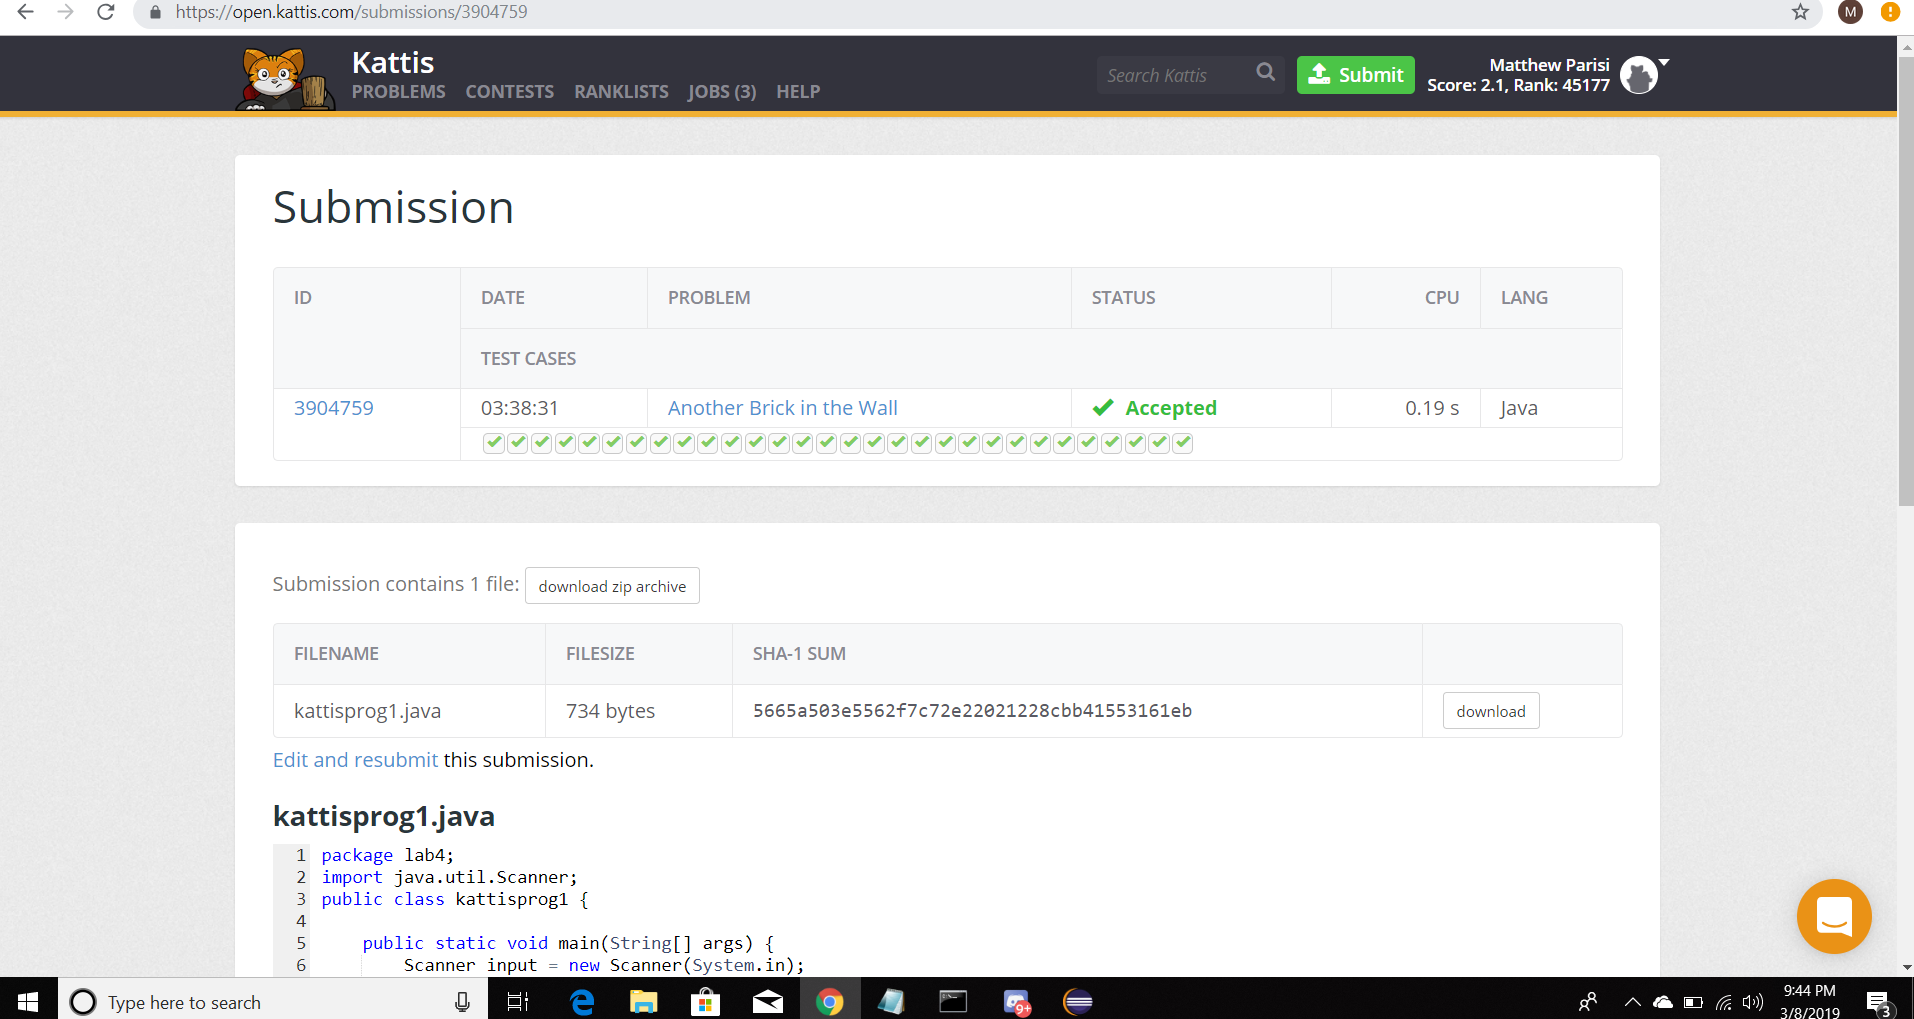 https://open.kattis.com/submissions/3904759
M
Kattis
PROBLEMS CONTESTS RANKLISTS JOBS (3) HELP
Search Kattis
Submit
Matthew Parisi
Score: 2.1, Rank: 45177
Submission
ID DATE PROBLEM STATUS CPU LANG
TEST CASES
3904759 03:38:31 Another Brick in the Wall Accepted 0.19 s Java
Submission contains 1 file: download zip archive
FILENAME FILESIZE SHA-1 SUM
kattisprog1.java 734 bytes 5665a503e5562f7c72e22021228cbb41553161eb download
Edit and resubmit this submission.
kattisprog1.java
1 package lab4;
2 import java.util.Scanner;
3 public class kattisprog1 {
4
5 public static void main(String[] args) {
6 Scanner input = new Scanner(System.in);
Type here to search
9+
9:44 PM
3/8/2019
3